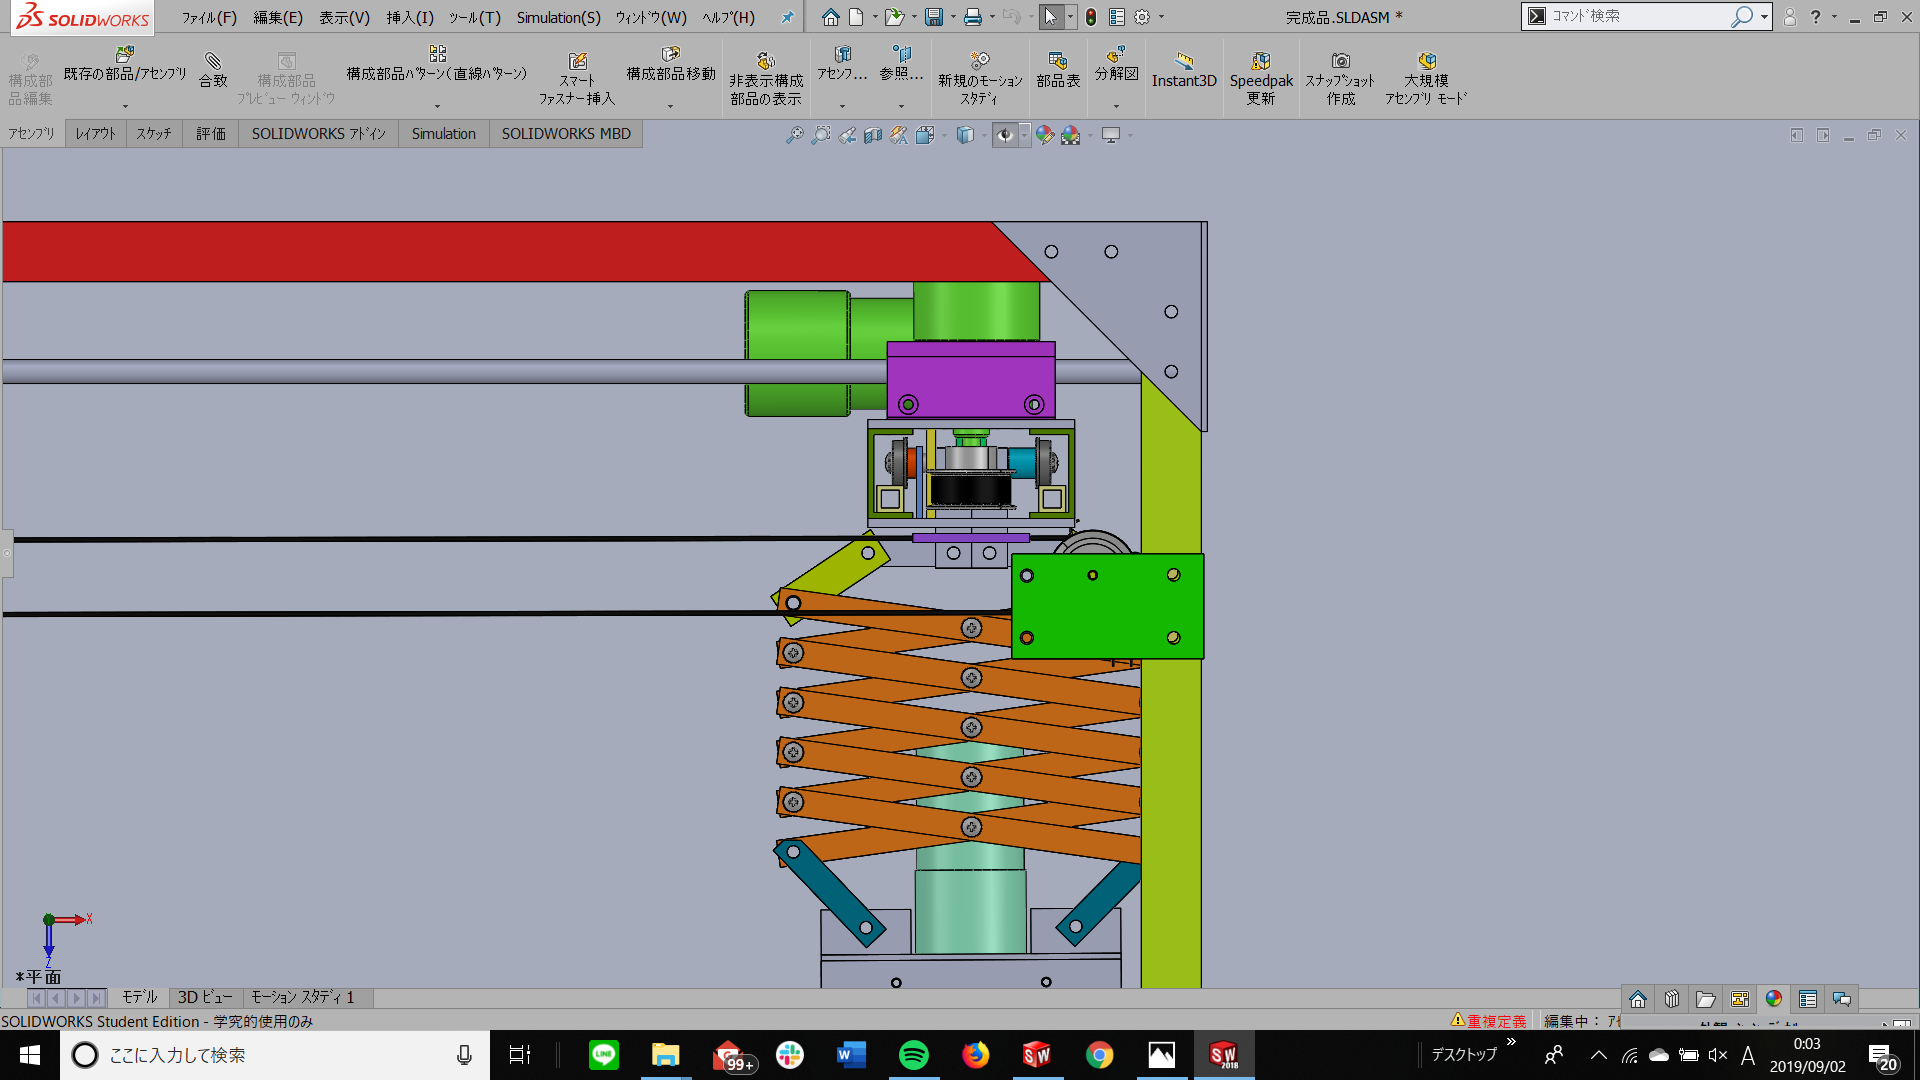 SOLIDWORKS
ﾌｧｲﾙ(F) 編集(E) 表示(V) 挿入(I) ﾂｰﾙ(T) Simulation(S) ｳｨﾝﾄﾞｳ(W) ﾍﾙﾌﾟ(H)
完成品.SLDASM *
ｺﾏﾝﾄﾞ検索
構成部
品編集
既存の部品/ｱｾﾝﾌﾞﾘ
合致
構成部品
ﾌﾟﾚﾋﾞｭｰ ｳｨﾝﾄﾞｳ
構成部品ﾊﾟﾀｰﾝ(直線ﾊﾟﾀｰﾝ)
ｽﾏｰﾄ
ﾌｧｽﾅｰ挿入
構成部品移動
非表示構成
部品の表示
ｱｾﾝﾌ...
参照...
新規のﾓｰｼｮﾝ
ｽﾀﾃﾞｨ
部品表
分解図
Instant3D
Speedpak
更新
ｽﾅｯﾌﾟｼｮｯﾄ
作成
大規模
ｱｾﾝﾌﾞﾘ ﾓｰﾄﾞ
ｱｾﾝﾌﾞﾘ ﾚｲｱｳﾄ ｽｹｯﾁ 評価 SOLIDWORKS ｱﾄﾞｲﾝ Simulation SOLIDWORKS MBD
X
Z
*平面
ﾓﾃﾞﾙ 3D ﾋﾞｭｰ ﾓｰｼｮﾝ ｽﾀﾃﾞｨ 1
SOLIDWORKS Student Edition - 学究的使用のみ
重複定義 編集中：
ここに入力して検索
LINE
99+
SW
SW
2018
デスクトップ
A
0:03
2019/09/02
20